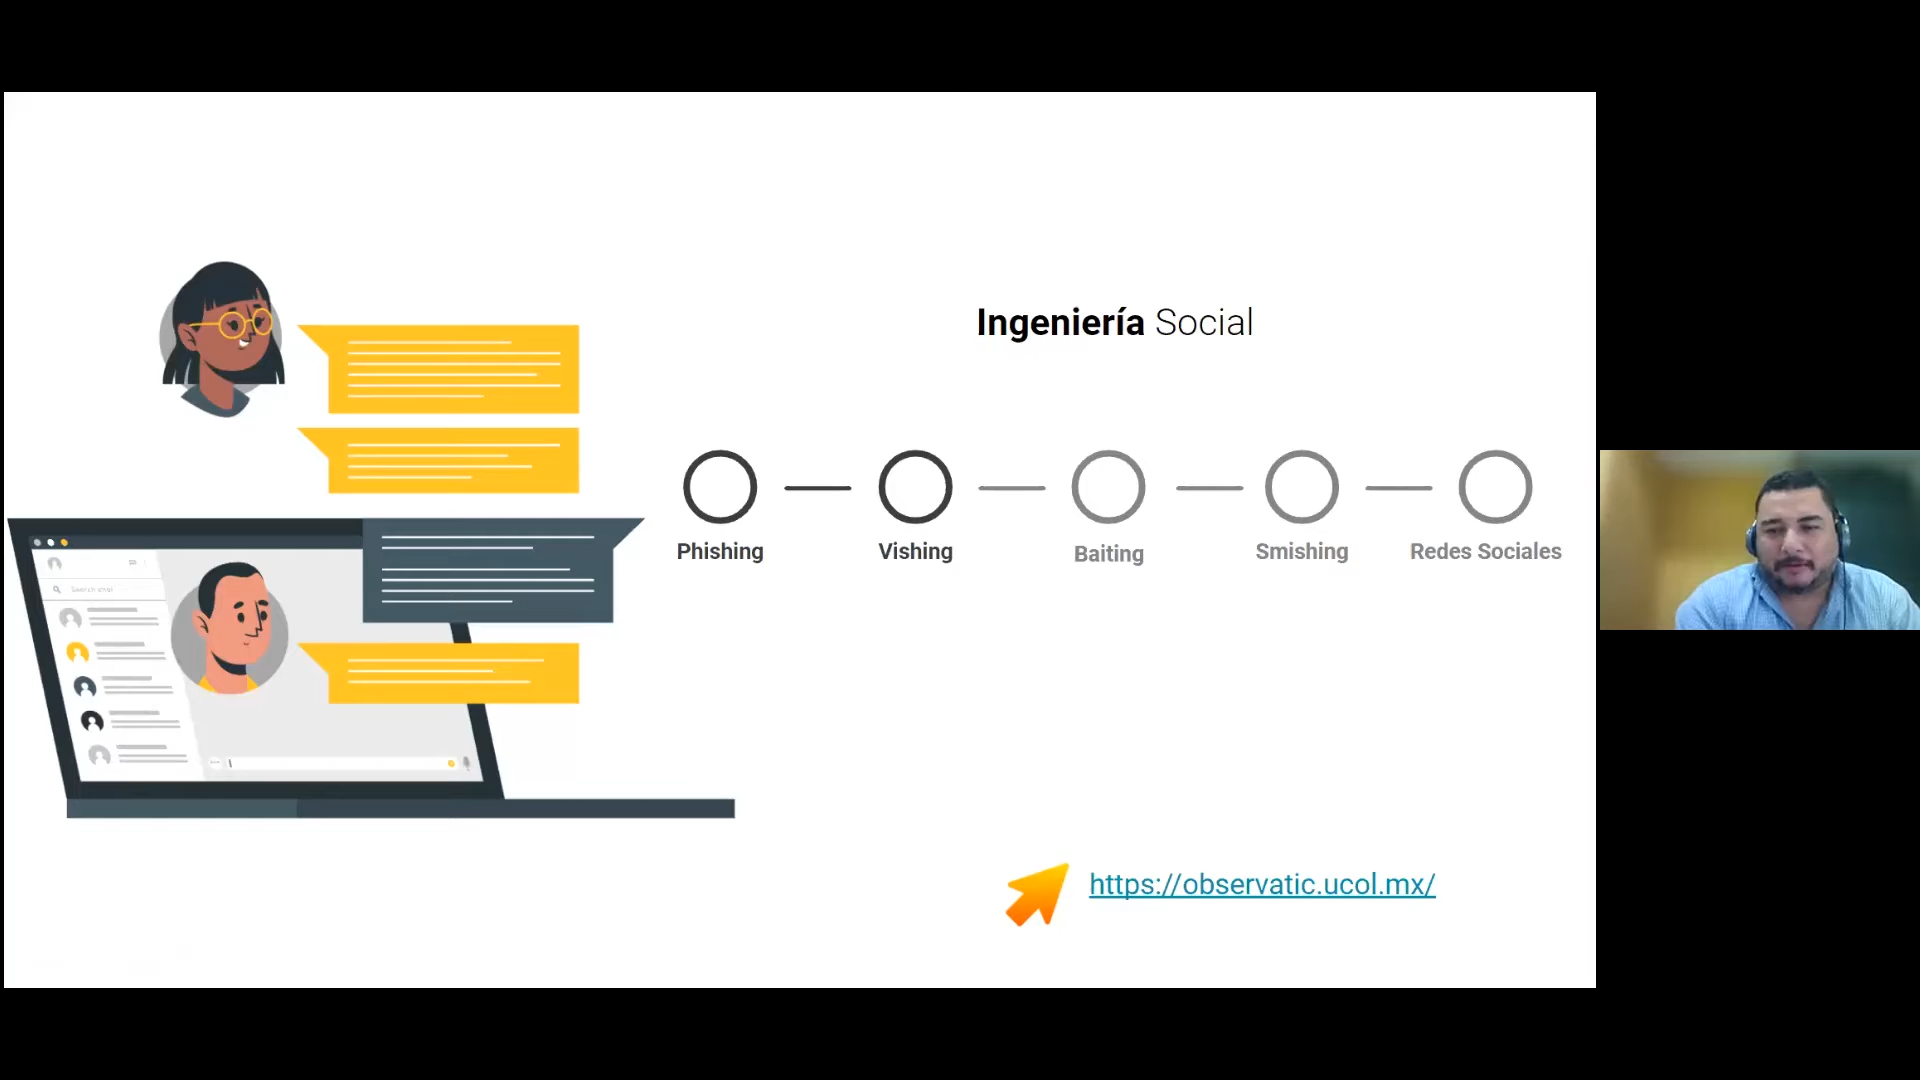 Ingeniería Social
Phishing
Vishing
Baiting
Smishing
Redes Sociales
https://observatic.ucol.mx/